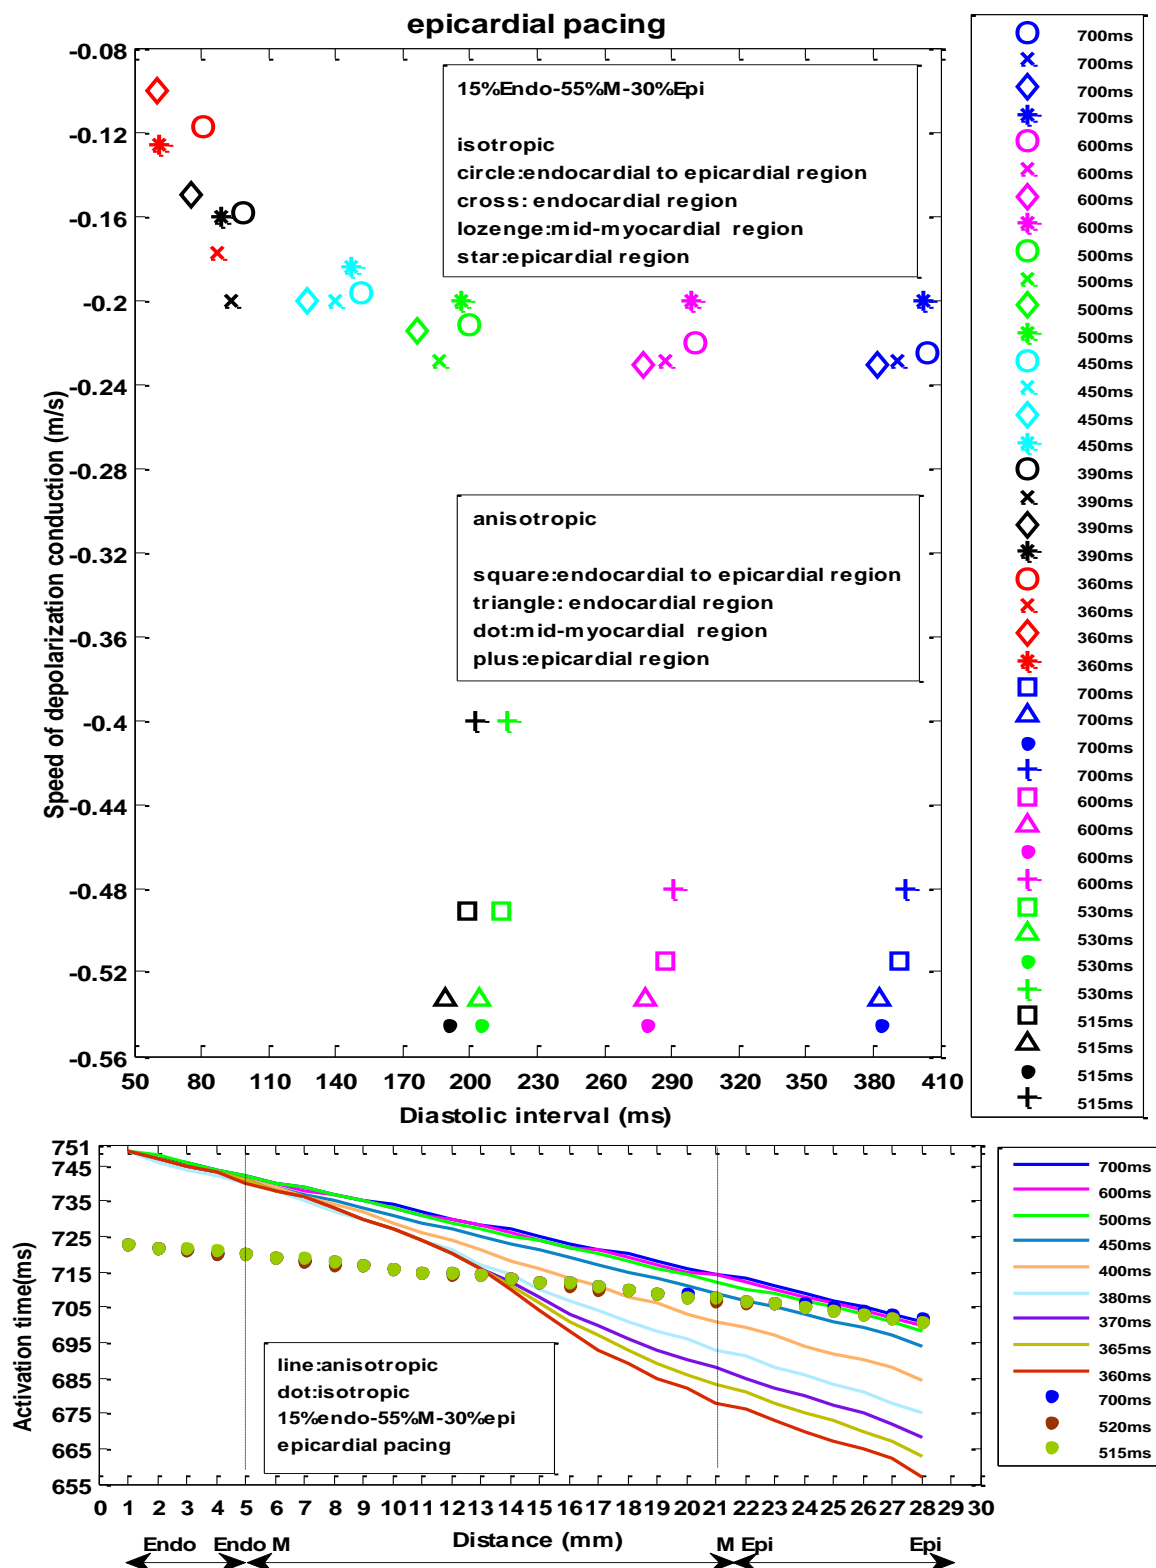 epicardial pacing
-0.08
-0.12
-0.16
-0.2
-0.24
-0.28
-0.32
-0.36
-0.4
-0.44
-0.48
-0.52
-0.56
Speed of depolarization conduction (m/s)
15%Endo-55%M-30%Epi
isotropic
circle:endocardial to epicardial region
cross: endocardial region
lozenge:mid-myocardial region
star:epicardial region
anisotropic
square:endocardial to epicardial region
triangle: endocardial region
dot:mid-myocardial region
plus:epicardial region
50 80 110 140 170 200 230 260 290 320 350 380 410
Diastolic interval (ms)
700ms
700ms
700ms
700ms
600ms
600ms
600ms
600ms
500ms
500ms
500ms
500ms
450ms
450ms
450ms
450ms
390ms
390ms
390ms
390ms
360ms
360ms
360ms
360ms
700ms
700ms
700ms
700ms
600ms
600ms
600ms
600ms
530ms
530ms
530ms
530ms
515ms
515ms
515ms
515ms
751
745
735
725
715
705
695
685
675
665
655
Activation time(ms)
line:anisotropic
dot:isotropic
15%endo-55%M-30%epi
epicardial pacing
0 1 2 3 4 5 6 7 8 9 10 11 12 13 14 15 16 17 18 19 20 21 22 23 24 25 26 27 28 29 30
Distance (mm)
Endo Endo M M Epi Epi
700ms
600ms
500ms
450ms
400ms
380ms
370ms
365ms
360ms
700ms
520ms
515ms